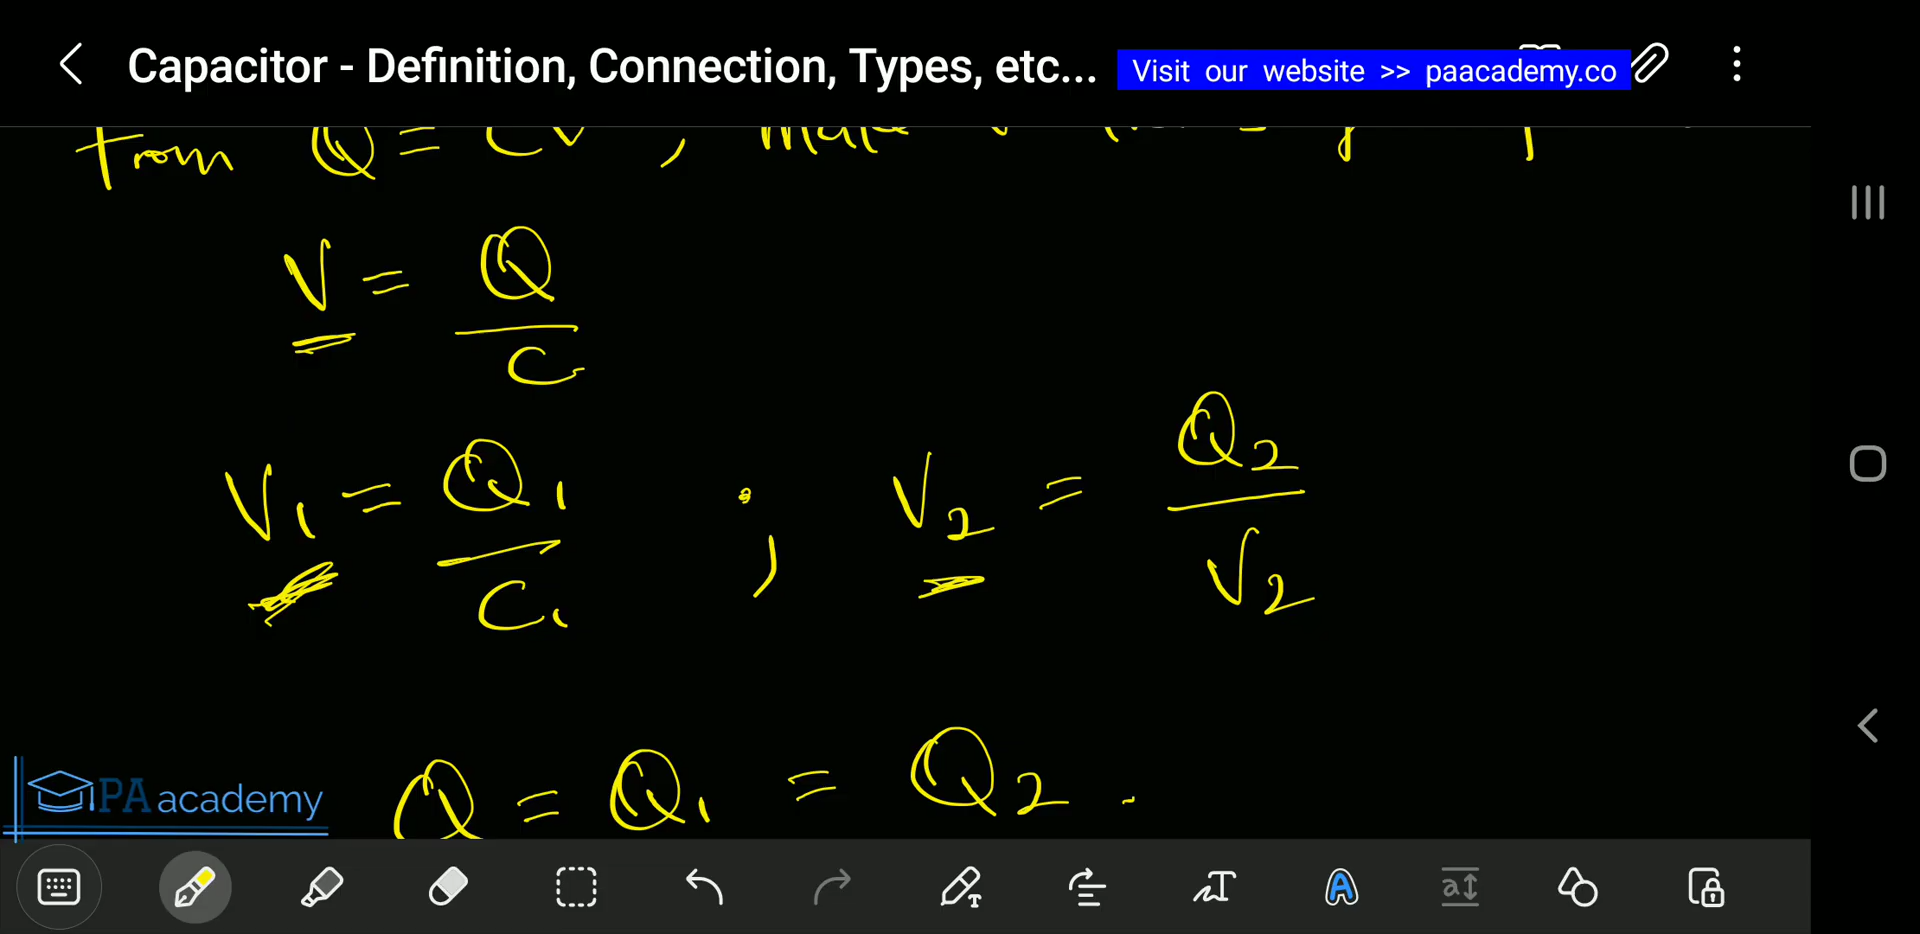 Capacitor - Definition, Connection, Types, etc...
Visit our website >> paacademy.co
From Q = CV , make
V = Q
C
V1 = Q1 ; V2 = Q2
C1 V2
Q = Q1 = Q2 .
PA academy